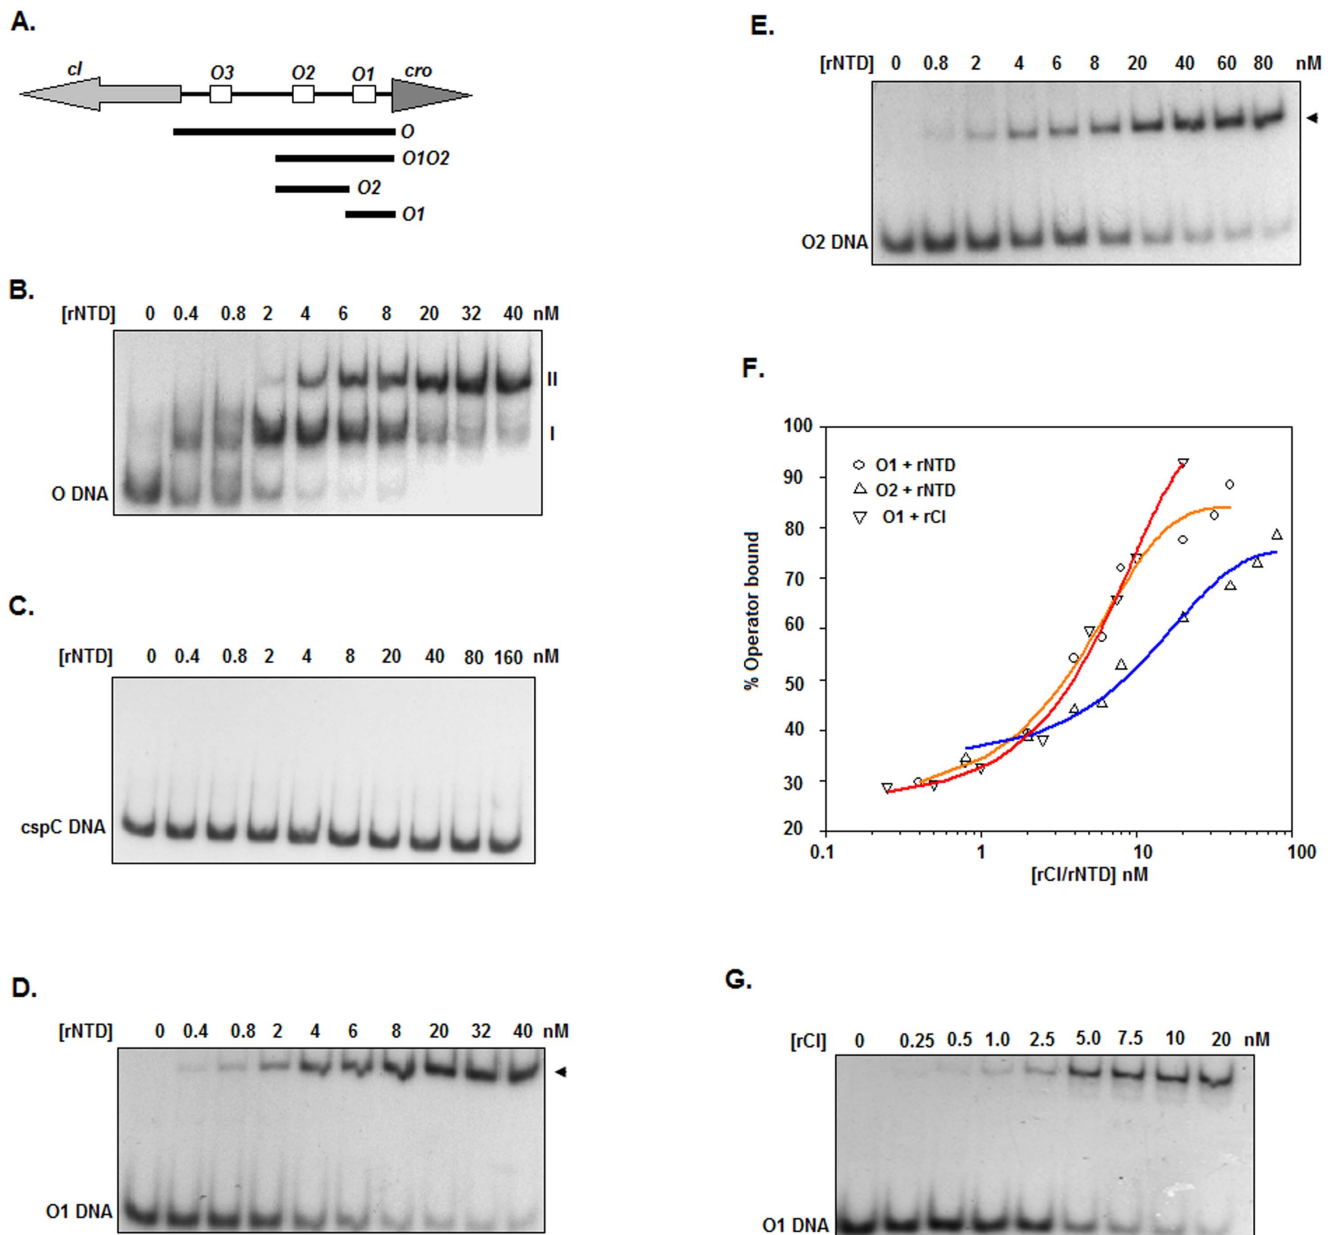 A.
cI O3 O2 O1 cro
O
O1O2
O2
O1
B.
[rNTD] 0 0.4 0.8 2 4 6 8 20 32 40 nM
II
I
O DNA
C.
[rNTD] 0 0.4 0.8 2 4 8 20 40 80 160 nM
cspC DNA
D.
[rNTD] 0 0.4 0.8 2 4 6 8 20 32 40 nM
O1 DNA
E.
[rNTD] 0 0.8 2 4 6 8 20 40 60 80 nM
O2 DNA
F.
100
90
80
70
60
50
40
30
20
% Operator bound
O1 + rNTD
O2 + rNTD
O1 + rCI
0.1 1 10 100
[rCI/rNTD] nM
G.
[rCI] 0 0.25 0.5 1.0 2.5 5.0 7.5 10 20 nM
O1 DNA